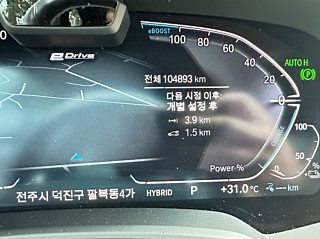 eBOOST
100 80 60 40 20 0
eDrive
AUTO H
(P)
전체 104893 km
다음 시점 이후:
개별 설정 후
3.9 km
1.5 km
CHARGE
100
50
0 %
Power %
전주시 덕진구 팔복동4가 HYBRID P +31.0 °C --- km